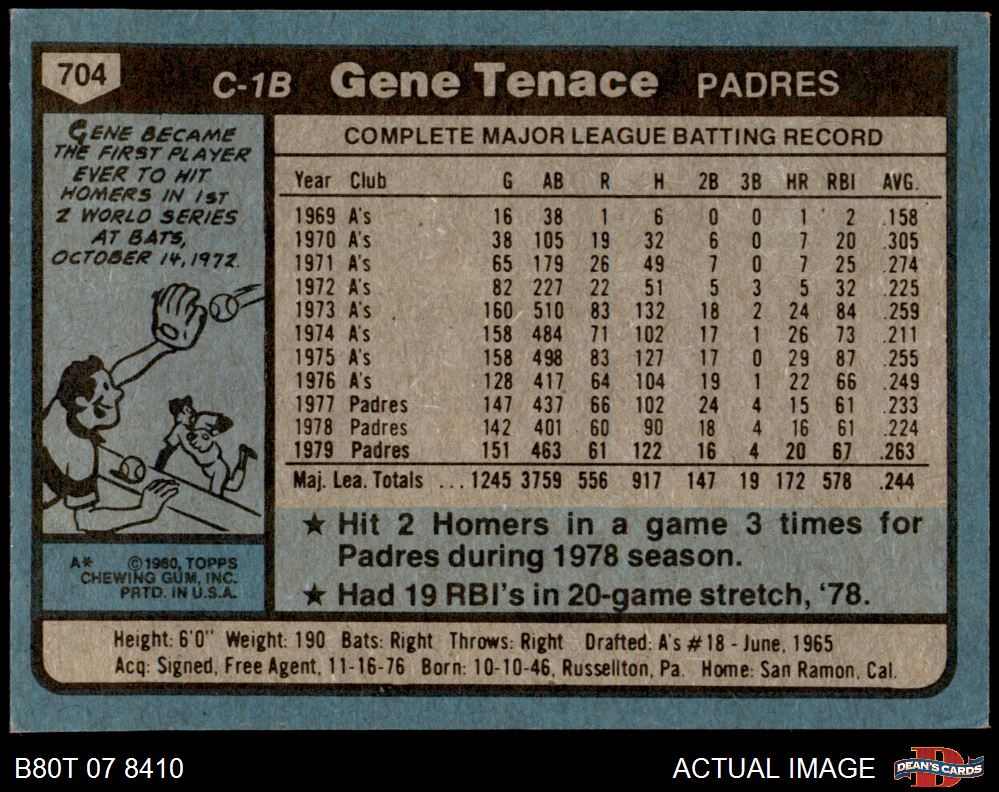 704
C-1B Gene Tenace PADRES
GENE BECAME
THE FIRST PLAYER
EVER TO HIT
HOMERS IN 1ST
2 WORLD SERIES
AT BATS,
OCTOBER 14, 1972.
COMPLETE MAJOR LEAGUE BATTING RECORD
Year Club G AB R H 2B 3B HR RBI AVG.
1969 A's 16 38 1 6 0 0 1 2 .158
1970 A's 38 105 19 32 6 0 7 20 .305
1971 A's 65 179 26 49 7 0 7 25 .274
1972 A's 82 227 22 51 5 3 5 32 .225
1973 A's 160 510 83 132 18 2 24 84 .259
1974 A's 158 484 71 102 17 1 26 73 .211
1975 A's 158 498 83 127 17 0 29 87 .255
1976 A's 128 417 64 104 19 1 22 66 .249
1977 Padres 147 437 66 102 24 4 15 61 .233
1978 Padres 142 401 60 90 18 4 16 61 .224
1979 Padres 151 463 61 122 16 4 20 67 .263
Maj. Lea. Totals ... 1245 3759 556 917 147 19 172 578 .244
★ Hit 2 Homers in a game 3 times for
Padres during 1978 season.
★ Had 19 RBI's in 20-game stretch, '78.
A* ©1980, TOPPS
CHEWING GUM, INC.
PRTD. IN U.S.A.
Height: 6'0" Weight: 190 Bats: Right Throws: Right Drafted: A's #18 - June, 1965
Acq: Signed, Free Agent, 11-16-76 Born: 10-10-46, Russellton, Pa. Home: San Ramon, Cal.
B80T 07 8410
ACTUAL IMAGE
DEAN'S CARDS